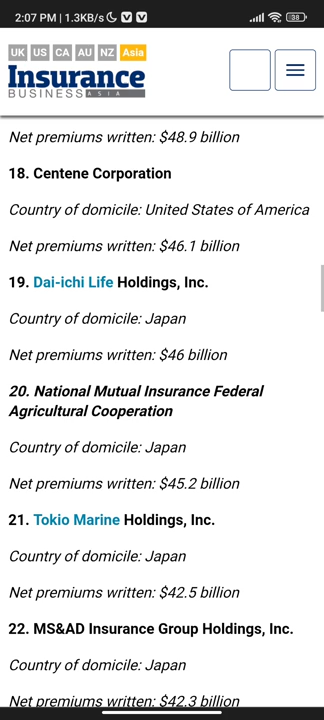 2:07 PM | 1.3KB/s
38
UK US CA AU NZ Asia
Insurance
BUSINESS ASIA
Net premiums written: $48.9 billion
18. Centene Corporation
Country of domicile: United States of America
Net premiums written: $46.1 billion
19. Dai-ichi Life Holdings, Inc.
Country of domicile: Japan
Net premiums written: $46 billion
20. National Mutual Insurance Federal
Agricultural Cooperation
Country of domicile: Japan
Net premiums written: $45.2 billion
21. Tokio Marine Holdings, Inc.
Country of domicile: Japan
Net premiums written: $42.5 billion
22. MS&AD Insurance Group Holdings, Inc.
Country of domicile: Japan
Net premiums written: $42.3 billion